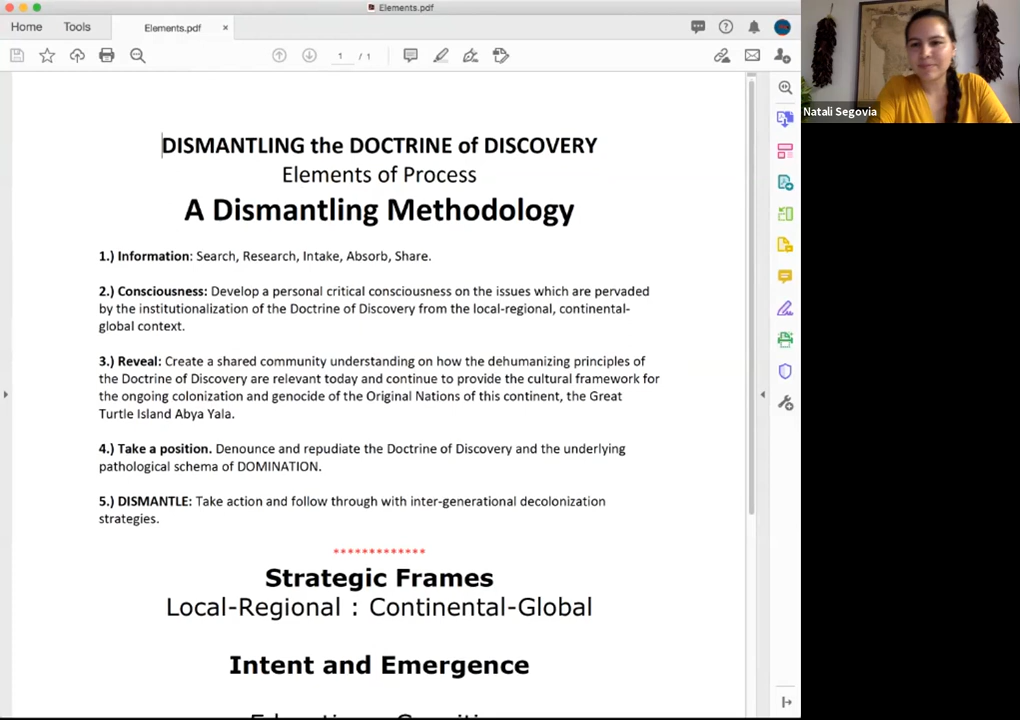 Elements.pdf
Home
Tools
Elements.pdf
×
1 / 1
Natali Segovia
DISMANTLING the DOCTRINE of DISCOVERY
Elements of Process
A Dismantling Methodology
1.) Information: Search, Research, Intake, Absorb, Share.
2.) Consciousness: Develop a personal critical consciousness on the issues which are pervaded
by the institutionalization of the Doctrine of Discovery from the local-regional, continental-
global context.
3.) Reveal: Create a shared community understanding on how the dehumanizing principles of
the Doctrine of Discovery are relevant today and continue to provide the cultural framework for
the ongoing colonization and genocide of the Original Nations of this continent, the Great
Turtle Island Abya Yala.
4.) Take a position. Denounce and repudiate the Doctrine of Discovery and the underlying
pathological schema of DOMINATION.
5.) DISMANTLE: Take action and follow through with inter-generational decolonization
strategies.
*************
Strategic Frames
Local-Regional : Continental-Global
Intent and Emergence